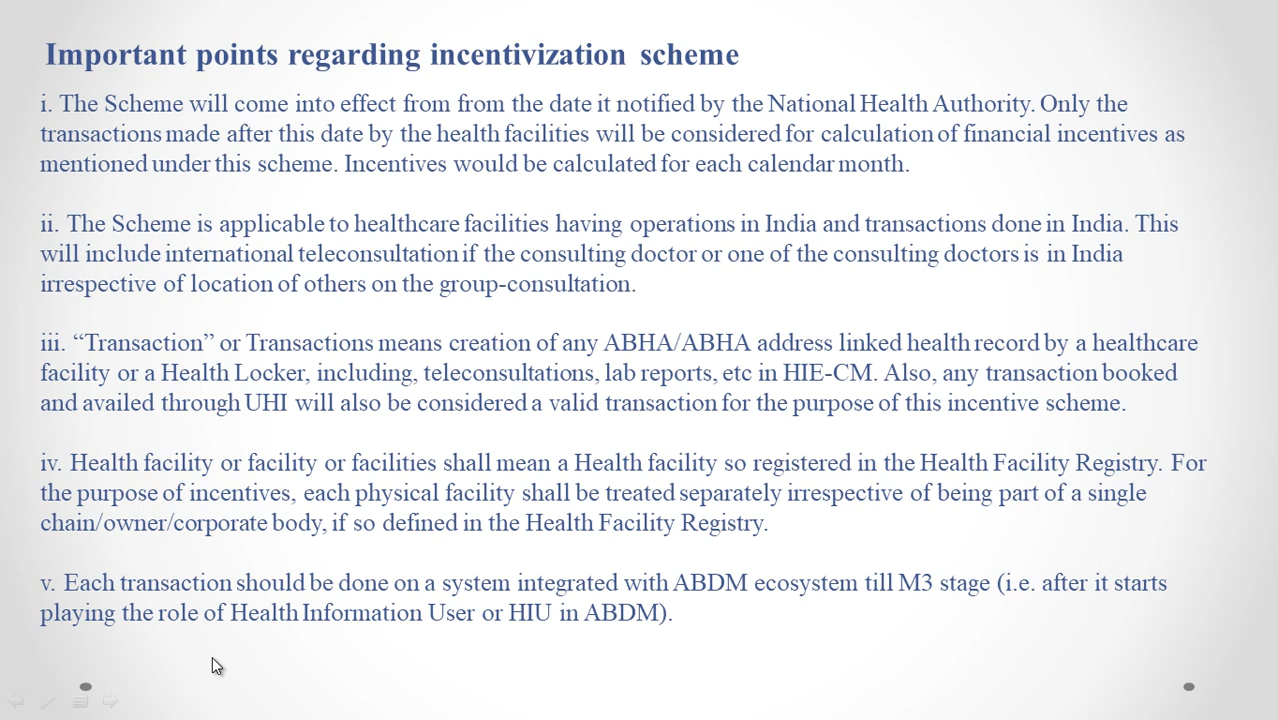 Important points regarding incentivization scheme
i. The Scheme will come into effect from from the date it notified by the National Health Authority. Only the
transactions made after this date by the health facilities will be considered for calculation of financial incentives as
mentioned under this scheme. Incentives would be calculated for each calendar month.
ii. The Scheme is applicable to healthcare facilities having operations in India and transactions done in India. This
will include international teleconsultation if the consulting doctor or one of the consulting doctors is in India
irrespective of location of others on the group-consultation.
iii. “Transaction” or Transactions means creation of any ABHA/ABHA address linked health record by a healthcare
facility or a Health Locker, including, teleconsultations, lab reports, etc in HIE-CM. Also, any transaction booked
and availed through UHI will also be considered a valid transaction for the purpose of this incentive scheme.
iv. Health facility or facility or facilities shall mean a Health facility so registered in the Health Facility Registry. For
the purpose of incentives, each physical facility shall be treated separately irrespective of being part of a single
chain/owner/corporate body, if so defined in the Health Facility Registry.
v. Each transaction should be done on a system integrated with ABDM ecosystem till M3 stage (i.e. after it starts
playing the role of Health Information User or HIU in ABDM).